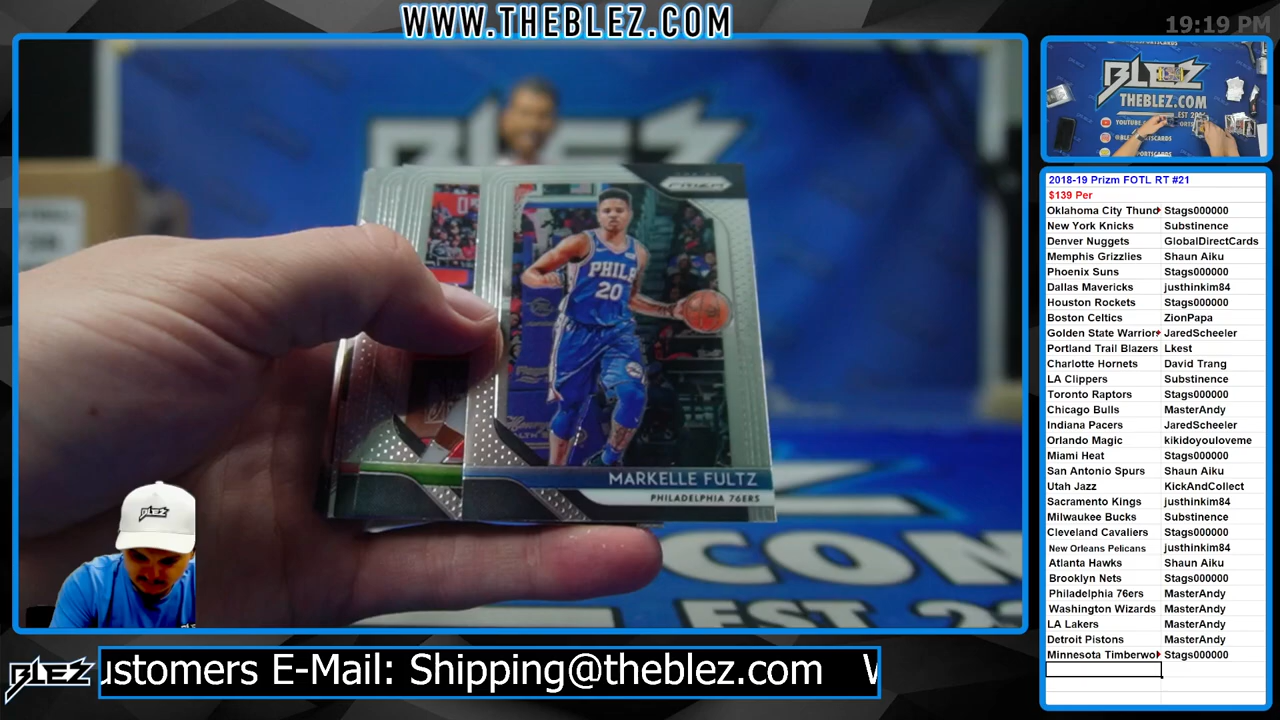 WWW.THEBLEZ.COM
19:19 PM
BLEZ
THEBLEZ.COM
PRIZM
PHILA
20
MARKELLE FULTZ
PHILADELPHIA 76ERS
BLEZ
2018-19 Prizm FOTL RT #21
$139 Per
Oklahoma City Thund Stags000000
New York Knicks Substinence
Denver Nuggets GlobalDirectCards
Memphis Grizzlies Shaun Aiku
Phoenix Suns Stags000000
Dallas Mavericks justhinkim84
Houston Rockets Stags000000
Boston Celtics ZionPapa
Golden State Warrior JaredScheeler
Portland Trail Blazers Lkest
Charlotte Hornets David Trang
LA Clippers Substinence
Toronto Raptors Stags000000
Chicago Bulls MasterAndy
Indiana Pacers JaredScheeler
Orlando Magic kikidoyouloveme
Miami Heat Stags000000
San Antonio Spurs Shaun Aiku
Utah Jazz KickAndCollect
Sacramento Kings justhinkim84
Milwaukee Bucks Substinence
Cleveland Cavaliers Stags000000
New Orleans Pelicans justhinkim84
Atlanta Hawks Shaun Aiku
Brooklyn Nets Stags000000
Philadelphia 76ers MasterAndy
Washington Wizards MasterAndy
LA Lakers MasterAndy
Detroit Pistons MasterAndy
Minnesota Timberwol Stags000000
BLEZ
ustomers E-Mail: Shipping@theblez.com